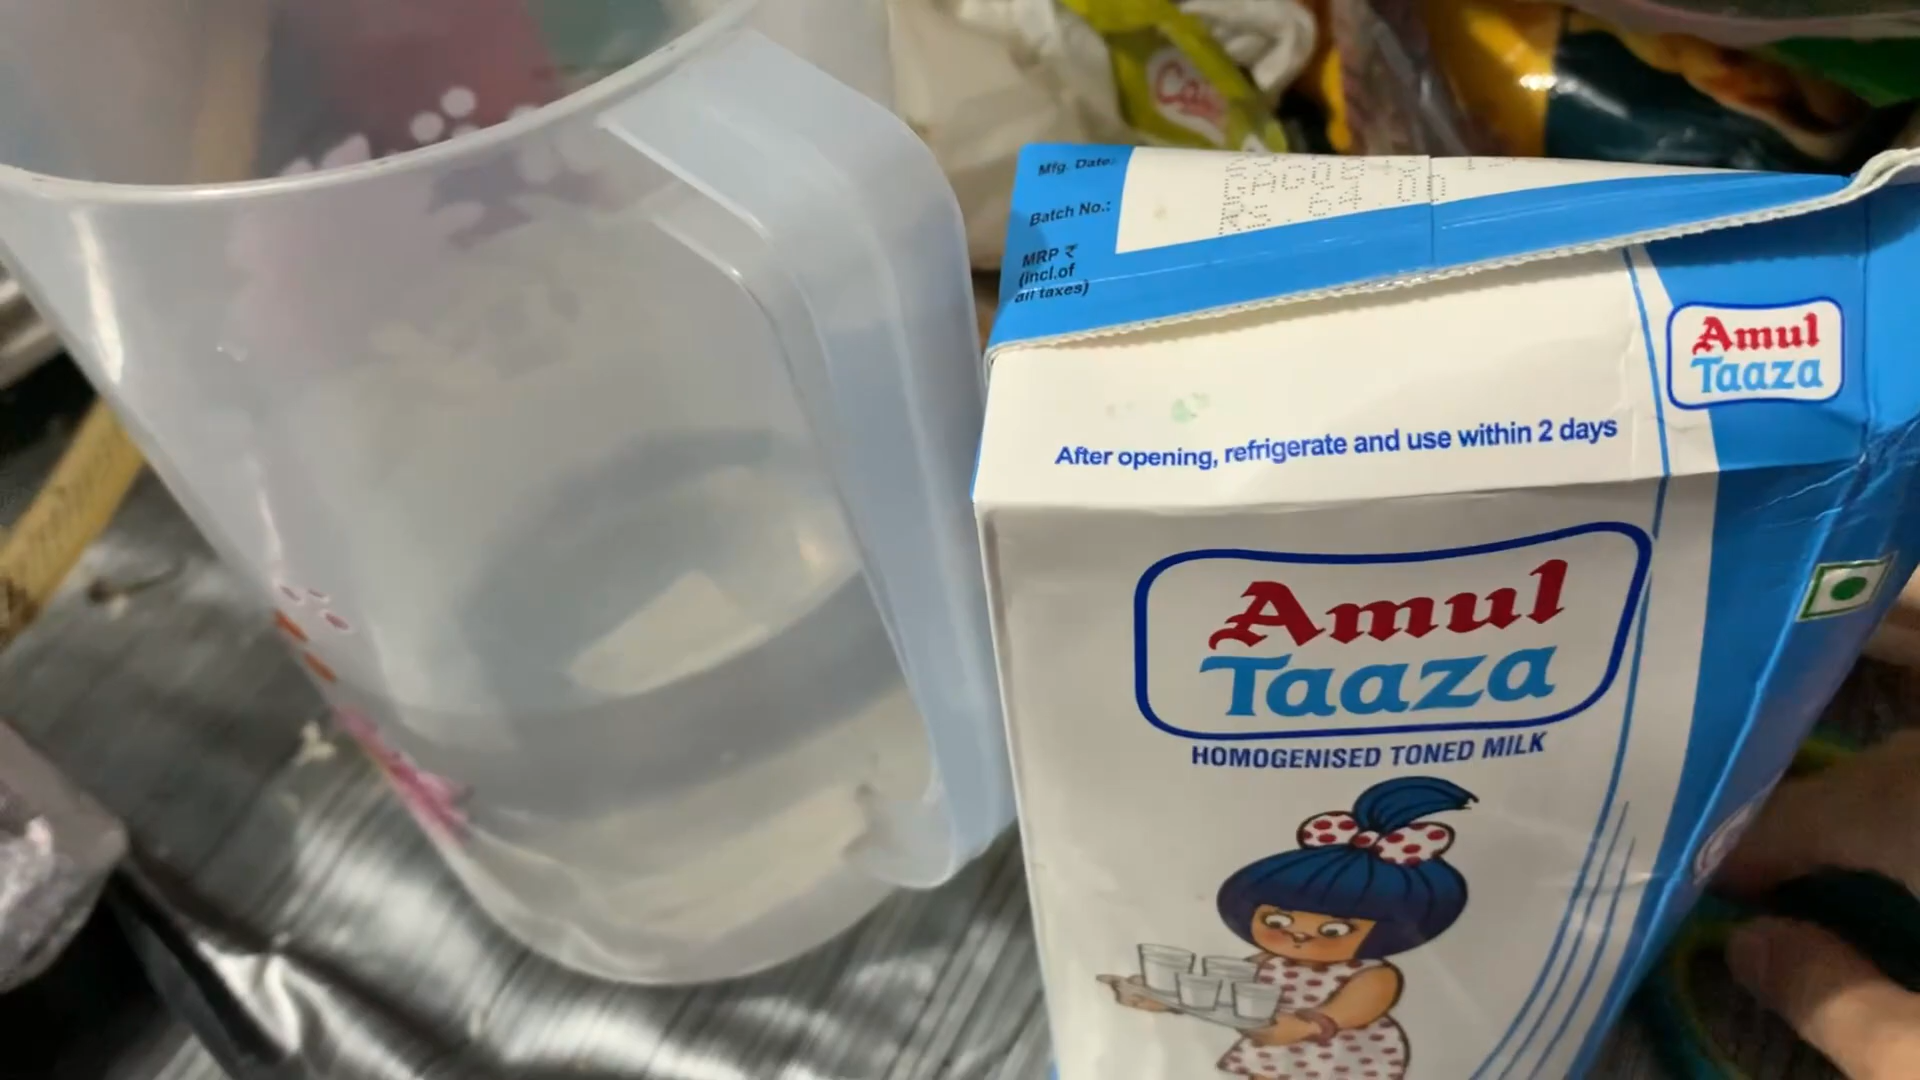 Mfg. Date:
Batch No.:
Rs. 64.00
MRP ₹
(incl.of
all taxes)
Amul
Taaza
After opening, refrigerate and use within 2 days
Amul
Taaza
HOMOGENISED TONED MILK